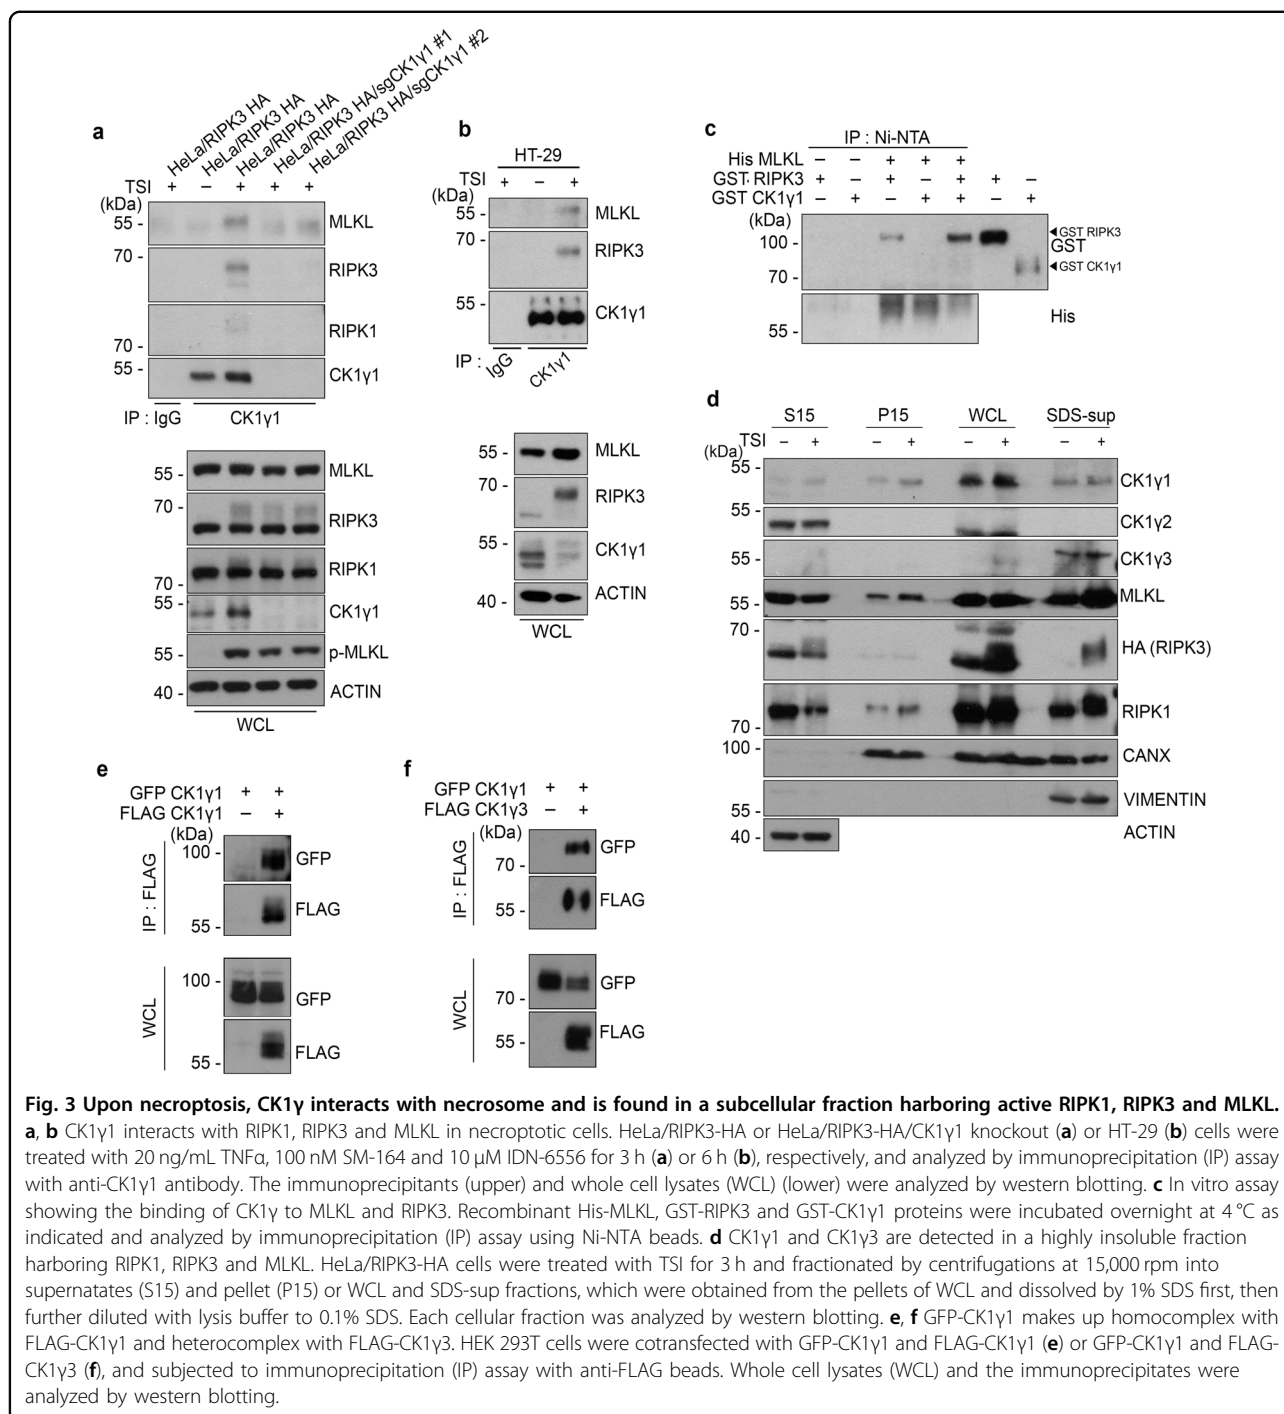 a
HeLa/RIPK3 HA
HeLa/RIPK3 HA
HeLa/RIPK3 HA
HeLa/RIPK3 HA/sgCK1γ1 #1
HeLa/RIPK3 HA/sgCK1γ1 #2
TSI + – + + +
(kDa)
55 - MLKL
70 - RIPK3
RIPK1
70 -
55 - CK1γ1
IP : IgG CK1γ1
55 - MLKL
70 - RIPK3
RIPK1
70 -
55 - CK1γ1
55 - p-MLKL
40 - ACTIN
WCL
b
HT-29
TSI + – +
(kDa)
55 - MLKL
70 - RIPK3
55 - CK1γ1
IP : IgG CK1γ1
55 - MLKL
70 - RIPK3
55 - CK1γ1
40 - ACTIN
WCL
c
IP : Ni-NTA
His MLKL – – + + +
GST RIPK3 + – + – + +
GST CK1γ1 – + – + + – +
(kDa)
100 - ◄GST RIPK3
GST
70 - ◄GST CK1γ1
His
55 -
d
S15 P15 WCL SDS-sup
TSI – + – + – + – +
(kDa)
55 - CK1γ1
55 - CK1γ2
55 - CK1γ3
55 - MLKL
70 - HA (RIPK3)
RIPK1
70 -
100 - CANX
VIMENTIN
55 -
40 - ACTIN
e
GFP CK1γ1 + +
FLAG CK1γ1 – +
(kDa)
IP : FLAG
100 - GFP
FLAG
55 -
WCL
100 - GFP
FLAG
55 -
f
GFP CK1γ1 + +
FLAG CK1γ3 – +
(kDa)
IP : FLAG
GFP
70 -
FLAG
55 -
WCL
GFP
70 -
FLAG
55 -
Fig. 3 Upon necroptosis, CK1γ interacts with necrosome and is found in a subcellular fraction harboring active RIPK1, RIPK3 and MLKL.
a, b CK1γ1 interacts with RIPK1, RIPK3 and MLKL in necroptotic cells. HeLa/RIPK3-HA or HeLa/RIPK3-HA/CK1γ1 knockout (a) or HT-29 (b) cells were
treated with 20 ng/mL TNFα, 100 nM SM-164 and 10 μM IDN-6556 for 3 h (a) or 6 h (b), respectively, and analyzed by immunoprecipitation (IP) assay
with anti-CK1γ1 antibody. The immunoprecipitants (upper) and whole cell lysates (WCL) (lower) were analyzed by western blotting. c In vitro assay
showing the binding of CK1γ to MLKL and RIPK3. Recombinant His-MLKL, GST-RIPK3 and GST-CK1γ1 proteins were incubated overnight at 4 °C as
indicated and analyzed by immunoprecipitation (IP) assay using Ni-NTA beads. d CK1γ1 and CK1γ3 are detected in a highly insoluble fraction
harboring RIPK1, RIPK3 and MLKL. HeLa/RIPK3-HA cells were treated with TSI for 3 h and fractionated by centrifugations at 15,000 rpm into
supernatates (S15) and pellet (P15) or WCL and SDS-sup fractions, which were obtained from the pellets of WCL and dissolved by 1% SDS first, then
further diluted with lysis buffer to 0.1% SDS. Each cellular fraction was analyzed by western blotting. e, f GFP-CK1γ1 makes up homocomplex with
FLAG-CK1γ1 and heterocomplex with FLAG-CK1γ3. HEK 293T cells were cotransfected with GFP-CK1γ1 and FLAG-CK1γ1 (e) or GFP-CK1γ1 and FLAG-
CK1γ3 (f), and subjected to immunoprecipitation (IP) assay with anti-FLAG beads. Whole cell lysates (WCL) and the immunoprecipitates were
analyzed by western blotting.